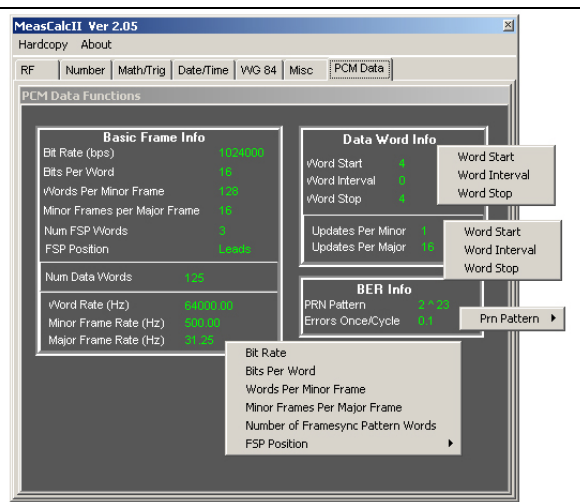 MeasCalcII Ver 2.05
Hardcopy About
RF Number Math/Trig Date/Time WG 84 Misc PCM Data
PCM Data Functions
Basic Frame Info
Bit Rate (bps) 1024000
Bits Per Word 16
Words Per Minor Frame 128
Minor Frames per Major Frame 16
Num FSP Words 3
FSP Position Leads
Num Data Words 125
Word Rate (Hz) 64000.00
Minor Frame Rate (Hz) 500.00
Major Frame Rate (Hz) 31.25
Data Word Info
Word Start 4
Word Interval 0
Word Stop 4
Updates Per Minor 1
Updates Per Major 16
BER Info
PRN Pattern 2 ^ 23
Errors Once/Cycle 0.1
Word Start
Word Interval
Word Stop
Word Start
Word Interval
Word Stop
Prn Pattern
Bit Rate
Bits Per Word
Words Per Minor Frame
Minor Frames Per Major Frame
Number of Framesync Pattern Words
FSP Position